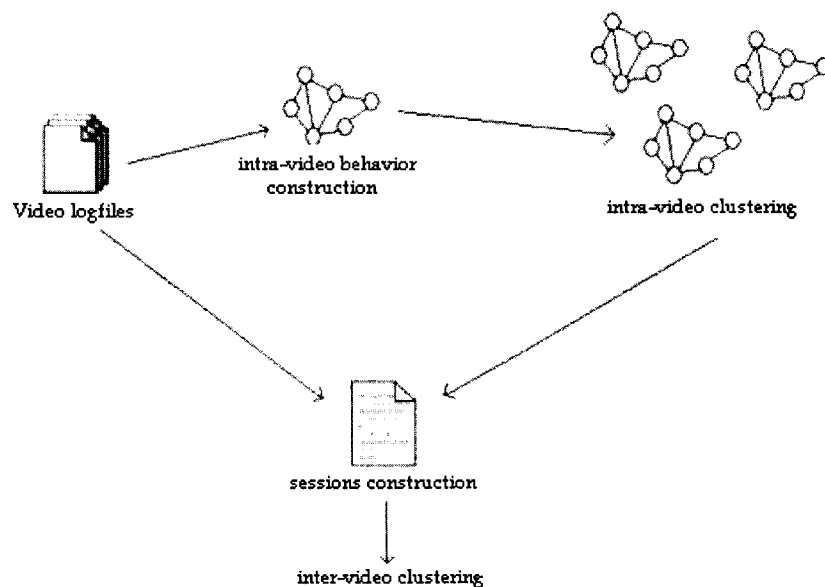 intra-video behavior
construction
Video logfiles
intra-video clustering
sessions construction
inter-video clustering